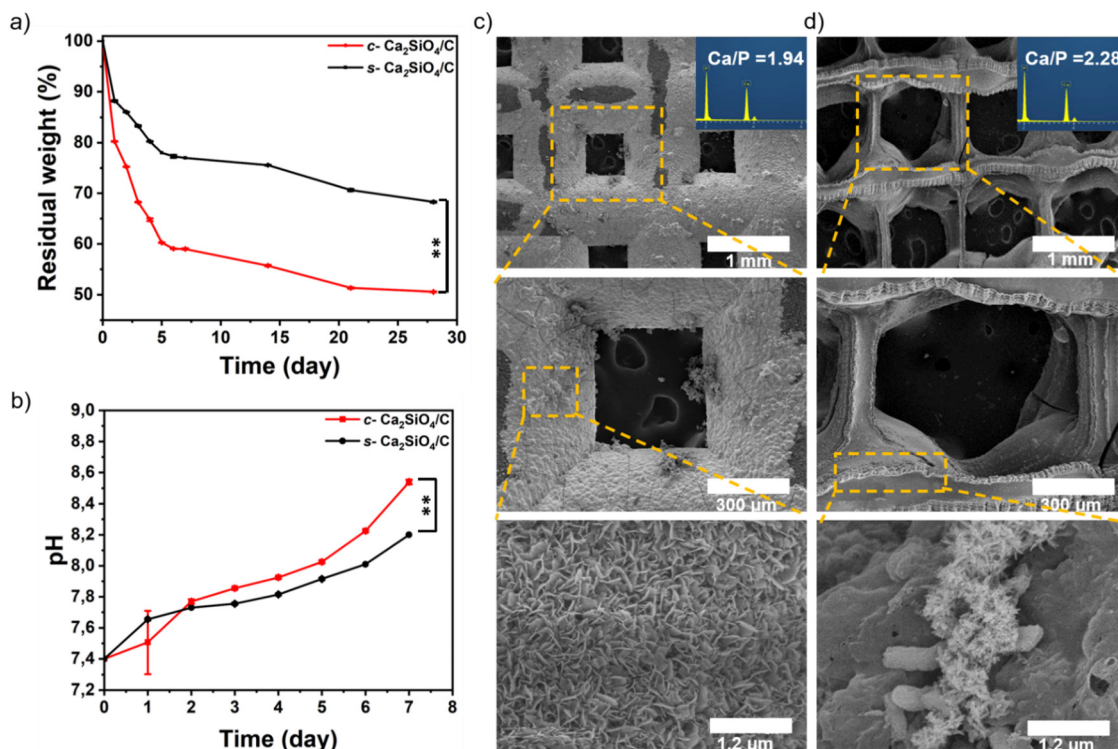 a)
100
90
80
70
60
50
0
5
10
15
20
25
30
Residual weight (%)
Time (day)
c- Ca₂SiO₄/C
s- Ca₂SiO₄/C
**
b)
9,0
8,8
8,6
8,4
8,2
8,0
7,8
7,6
7,4
7,2
0
1
2
3
4
5
6
7
8
pH
Time (day)
c- Ca₂SiO₄/C
s- Ca₂SiO₄/C
**
c)
Ca/P =1.94
1 mm
300 µm
1.2 µm
d)
Ca/P =2.28
1 mm
300 µm
1.2 µm